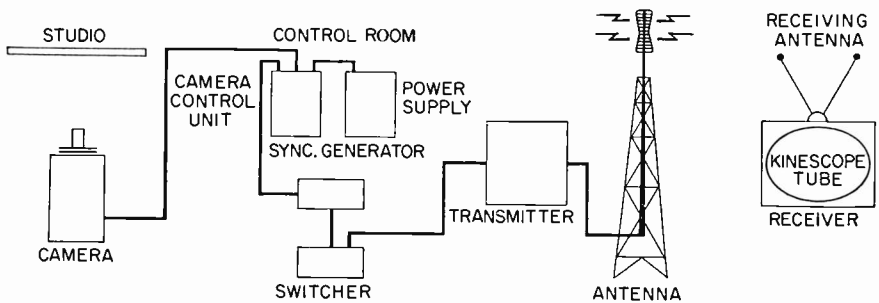 STUDIO
CONTROL ROOM
CAMERA
CONTROL
UNIT
POWER
SUPPLY
SYNC. GENERATOR
CAMERA
SWITCHER
TRANSMITTER
ANTENNA
RECEIVING
ANTENNA
KINESCOPE
TUBE
RECEIVER